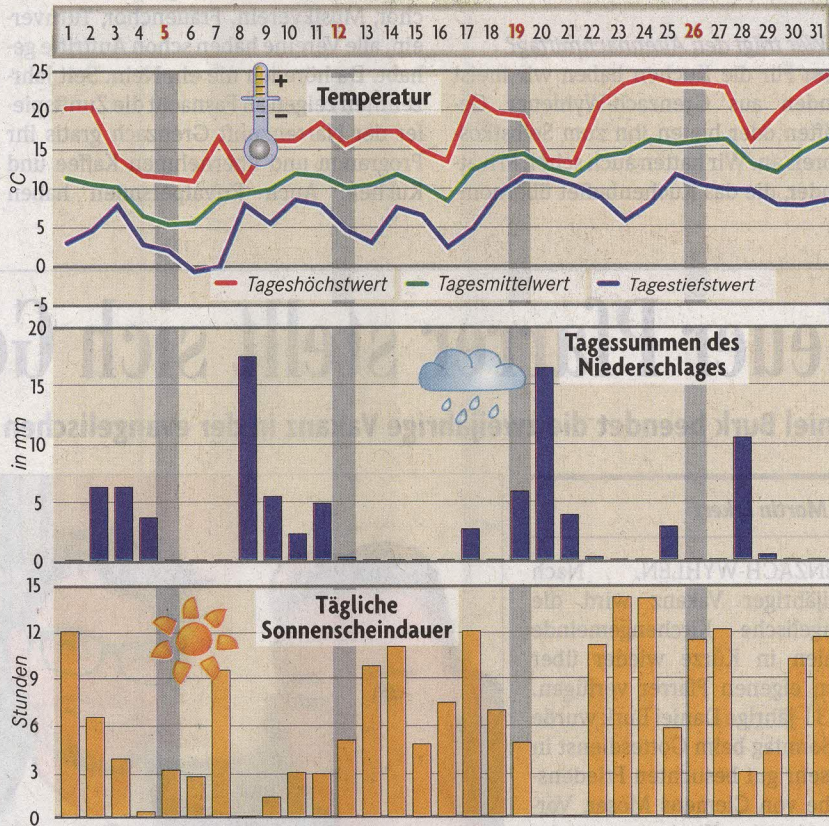 1 2 3 4 5 6 7 8 9 10 11 12 13 14 15 16 17 18 19 20 21 22 23 24 25 26 27 28 29 30 31
25
20
15
10
5
0
-5
°C
+
−
Temperatur
Tageshöchstwert Tagesmittelwert Tagestiefstwert
20
15
10
5
0
in mm
Tagessummen des
Niederschlages
15
12
9
6
3
0
Stunden
Tägliche
Sonnenscheindauer